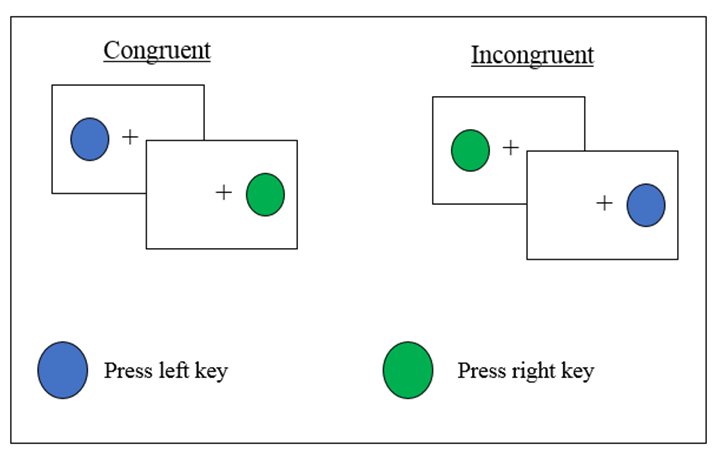 Congruent
Incongruent
+
+
+
+
Press left key
Press right key